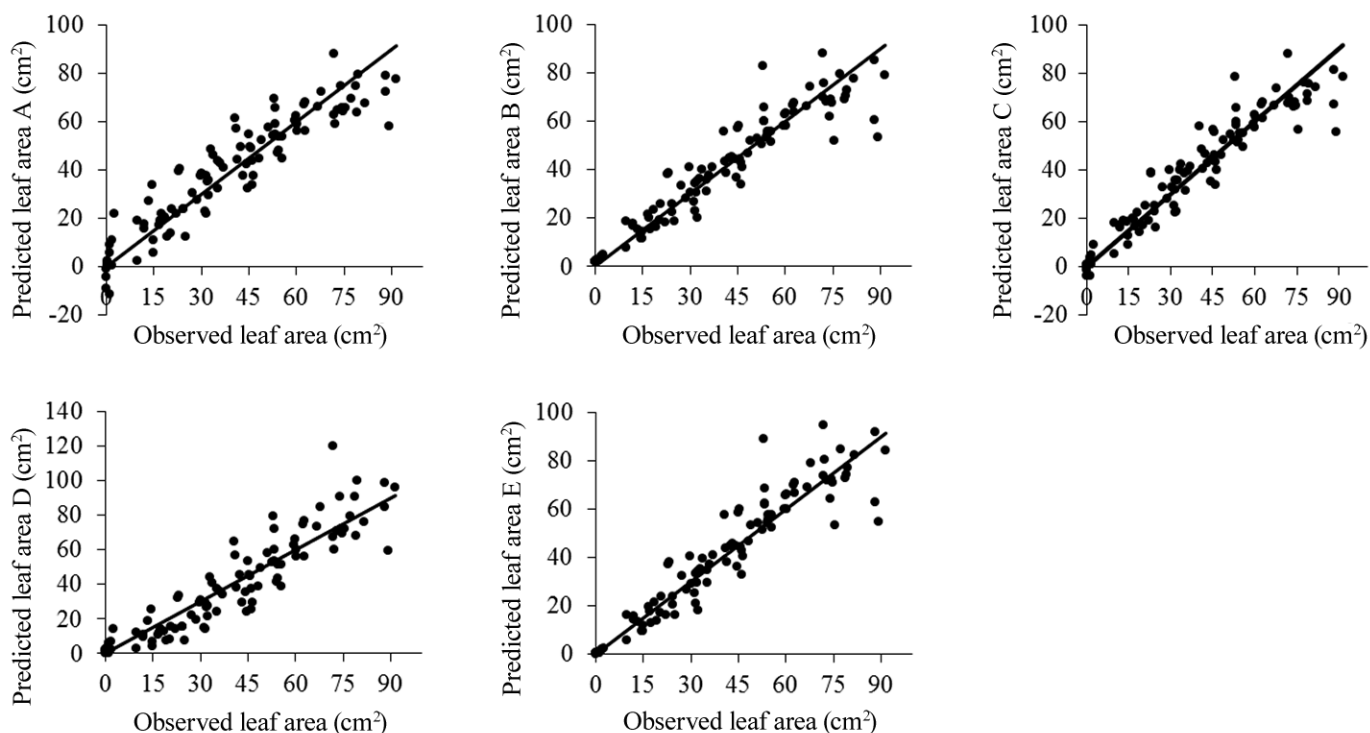 Predicted leaf area A (cm²)
100
80
60
40
20
0
-20
0 15 30 45 60 75 90
Observed leaf area (cm²)
Predicted leaf area B (cm²)
100
80
60
40
20
0
0 15 30 45 60 75 90
Observed leaf area (cm²)
Predicted leaf area C (cm²)
100
80
60
40
20
0
-20
0 15 30 45 60 75 90
Observed leaf area (cm²)
Predicted leaf area D (cm²)
140
120
100
80
60
40
20
0
0 15 30 45 60 75 90
Observed leaf area (cm²)
Predicted leaf area E (cm²)
100
80
60
40
20
0
0 15 30 45 60 75 90
Observed leaf area (cm²)